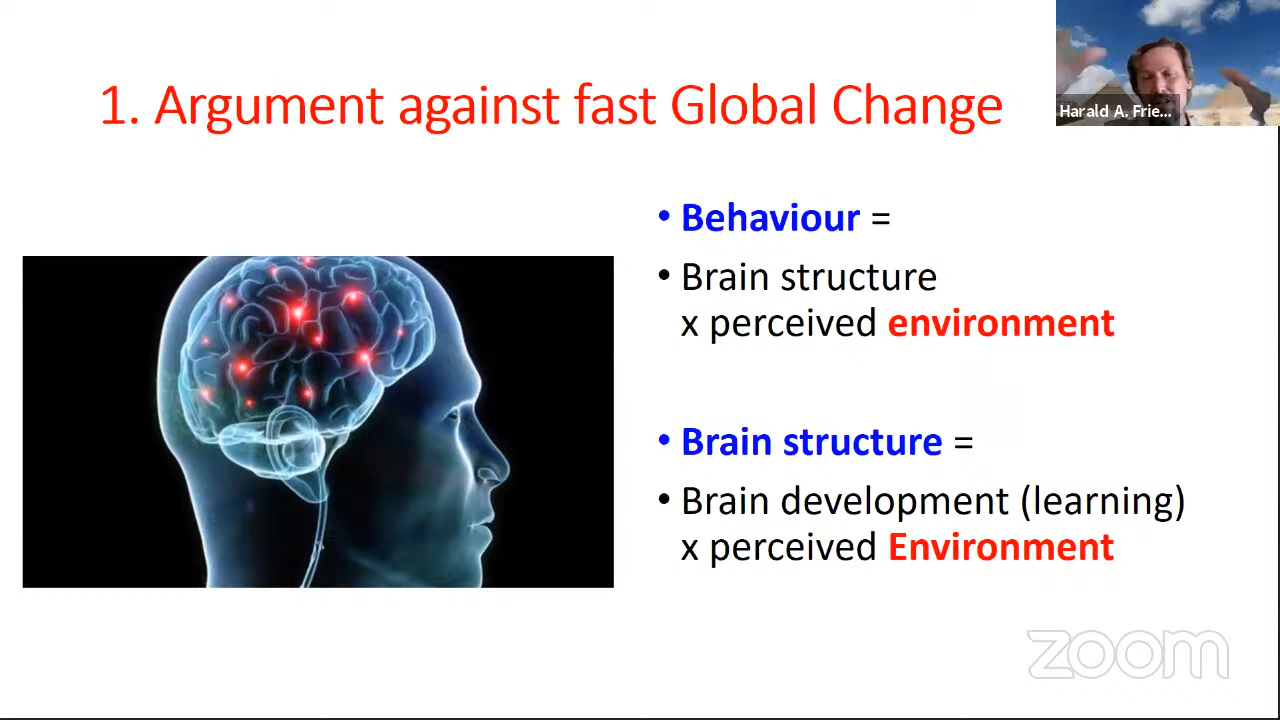 1. Argument against fast Global Change
Harald A. Frie...
• Behaviour =
• Brain structure
x perceived environment
• Brain structure =
• Brain development (learning)
x perceived Environment
zoom